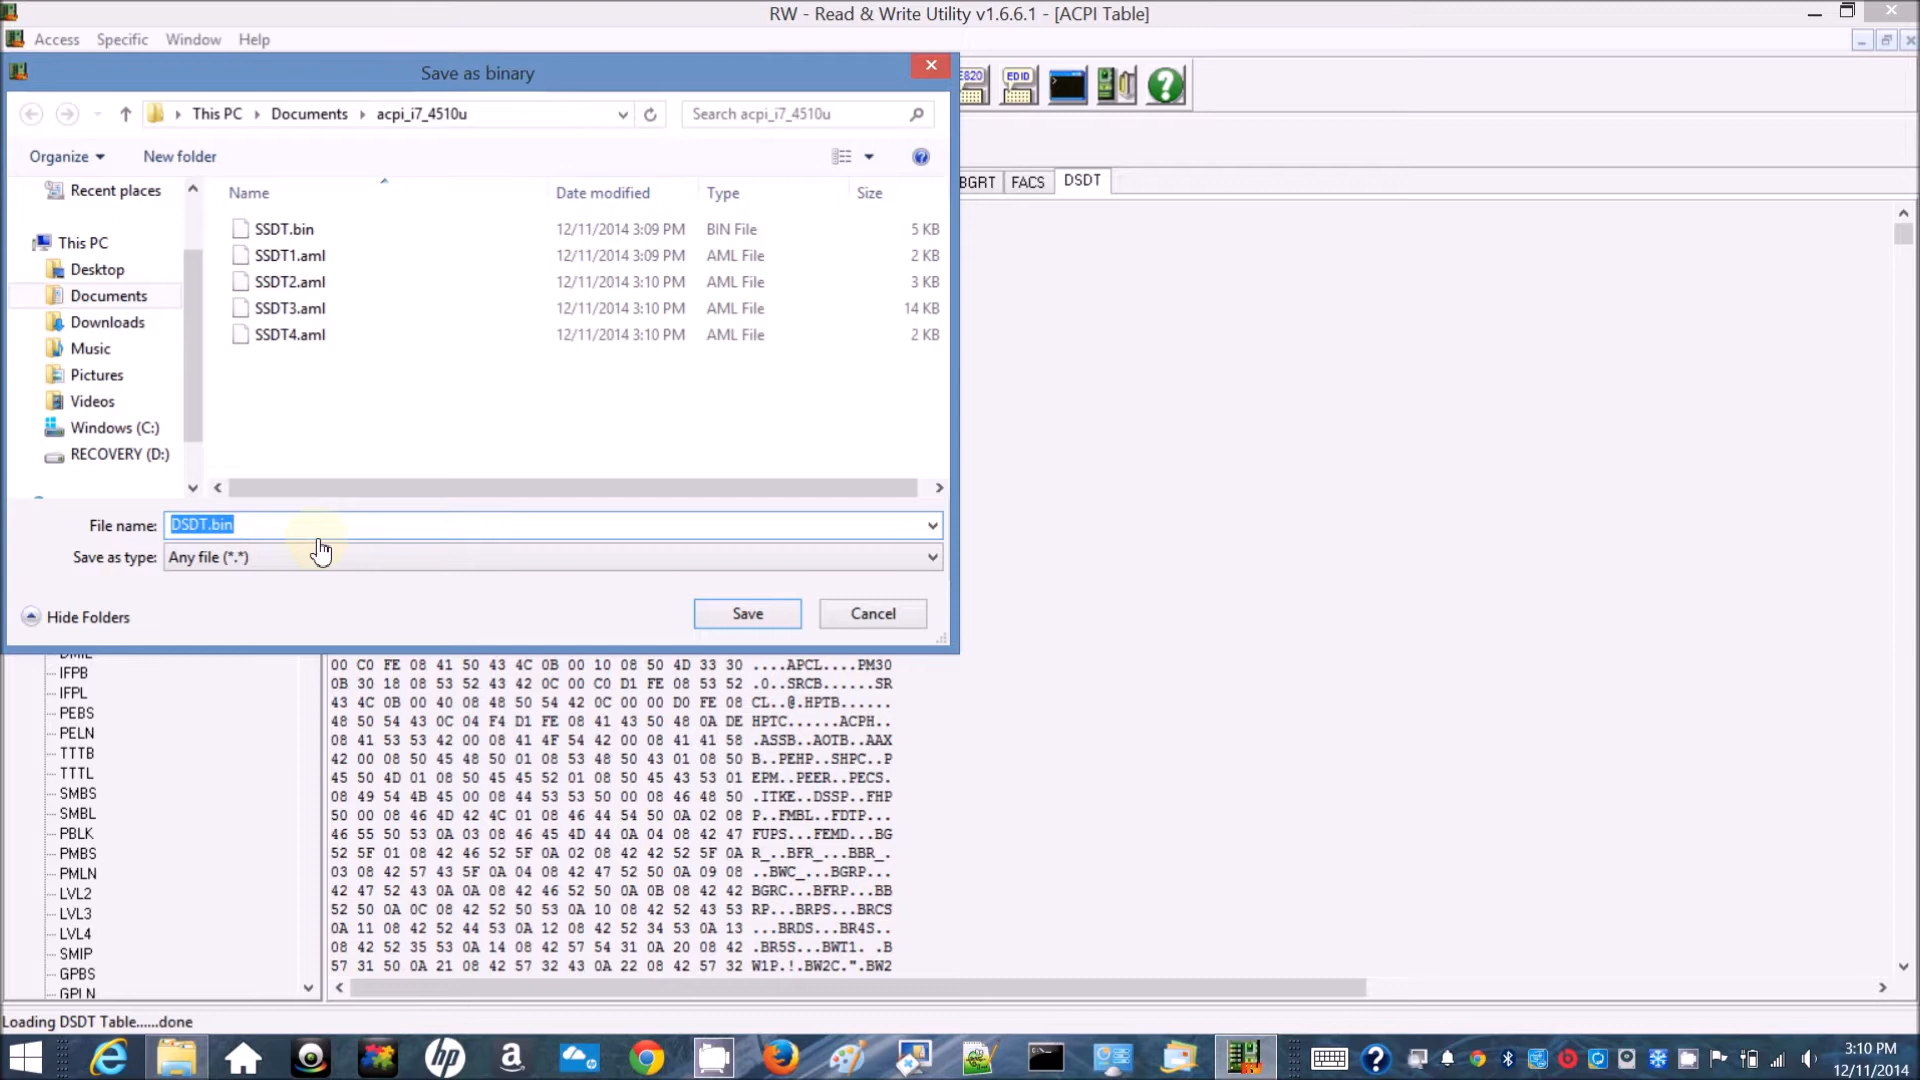 RW - Read & Write Utility v1.6.6.1 - [ACPI Table]
Access Specific Window Help
Save as binary
This PC Documents acpi_i7_4510u
Search acpi_i7_4510u
Organize New folder
E820 EDID
BGRT FACS DSDT
Recent places
This PC
Desktop
Documents
Downloads
Music
Pictures
Videos
Windows (C:)
RECOVERY (D:)
Name Date modified Type Size
SSDT.bin 12/11/2014 3:09 PM BIN File 5 KB
SSDT1.aml 12/11/2014 3:09 PM AML File 2 KB
SSDT2.aml 12/11/2014 3:10 PM AML File 3 KB
SSDT3.aml 12/11/2014 3:10 PM AML File 14 KB
SSDT4.aml 12/11/2014 3:10 PM AML File 2 KB
File name: DSDT.bin
Save as type: Any file (*.*)
Hide Folders
Save Cancel
IFPB
IFPL
PEBS
PELN
TTTB
TTTL
SMBS
SMBL
PBLK
PMBS
PMLN
LVL2
LVL3
LVL4
SMIP
GPBS
GPLN
00 C0 FE 08 41 50 43 4C 0B 00 10 08 50 4D 33 30 ....APCL....PM30
0B 30 18 08 53 52 43 42 0C 00 C0 D1 FE 08 53 52 .0..SRCB......SR
43 4C 0B 00 40 08 48 50 54 42 0C 00 00 D0 FE 08 CL..@.HPTB......
48 50 54 43 0C 04 F4 D1 FE 08 41 43 50 48 0A DE HPTC......ACPH..
08 41 53 53 42 00 08 41 4F 54 42 00 08 41 41 58 .ASSB..AOTB..AAX
42 00 08 50 45 48 50 01 08 53 48 50 43 01 08 50 B..PEHP..SHPC..P
45 50 4D 01 08 50 45 45 52 01 08 50 45 43 53 01 EPM..PEER..PECS.
08 49 54 4B 45 00 08 44 53 53 50 00 08 46 48 50 .ITKE..DSSP..FHP
50 00 08 46 4D 42 4C 01 08 46 44 54 50 0A 02 08 P..FMBL..FDTP...
46 55 50 53 0A 03 08 46 45 4D 44 0A 04 08 42 47 FUPS...FEMD...BG
52 5F 01 08 42 46 52 5F 0A 02 08 42 42 52 5F 0A R_..BFR_...BBR_.
03 08 42 57 43 5F 0A 04 08 42 47 52 50 0A 09 08 ..BWC_...BGRP...
42 47 52 43 0A 0A 08 42 46 52 50 0A 0B 08 42 42 BGRC...BFRP...BB
52 50 0A 0C 08 42 52 50 53 0A 10 08 42 52 43 53 RP...BRPS...BRCS
0A 11 08 42 52 44 53 0A 12 08 42 52 34 53 0A 13 ...BRDS...BR4S..
08 42 52 35 53 0A 14 08 42 57 54 31 0A 20 08 42 .BR5S...BWT1. .B
57 31 50 0A 21 08 42 57 32 43 0A 22 08 42 57 32 W1P.!.BW2C.".BW2
Loading DSDT Table......done
3:10 PM
12/11/2014